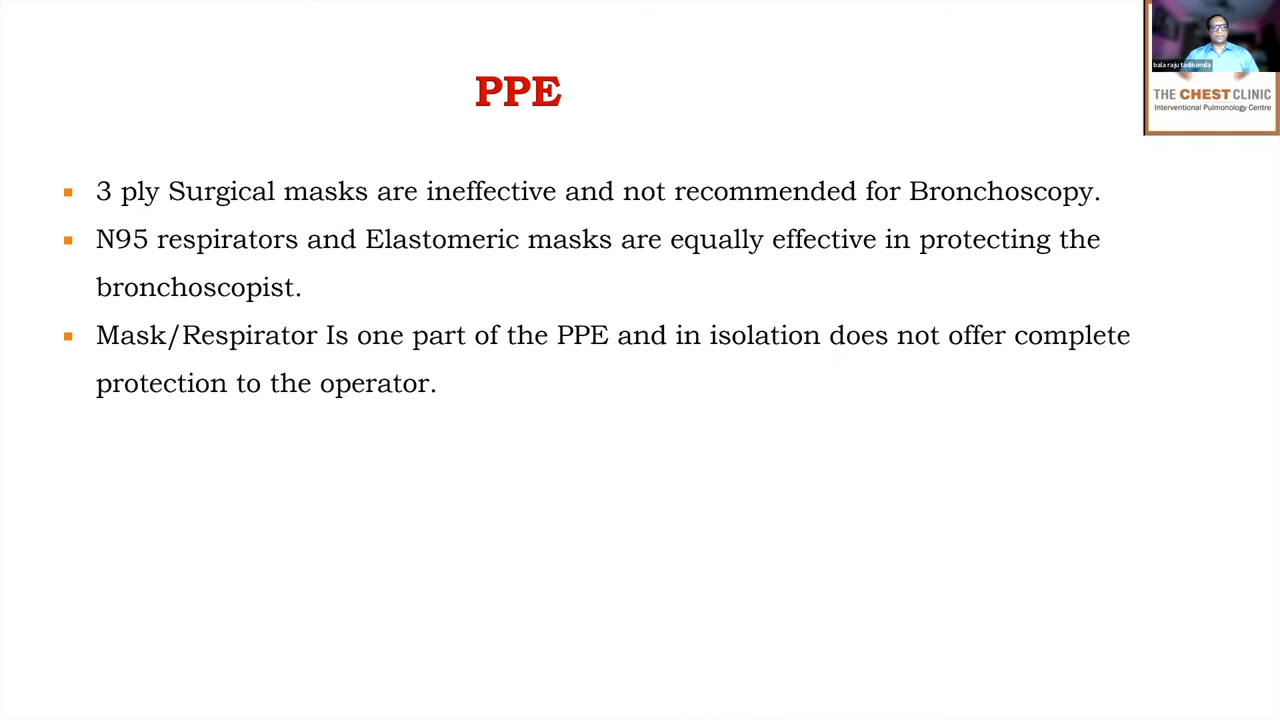 bala raju tadikonda
THE CHEST CLINIC
Interventional Pulmonology Centre
PPE
3 ply Surgical masks are ineffective and not recommended for Bronchoscopy.
N95 respirators and Elastomeric masks are equally effective in protecting the
bronchoscopist.
Mask/Respirator Is one part of the PPE and in isolation does not offer complete
protection to the operator.